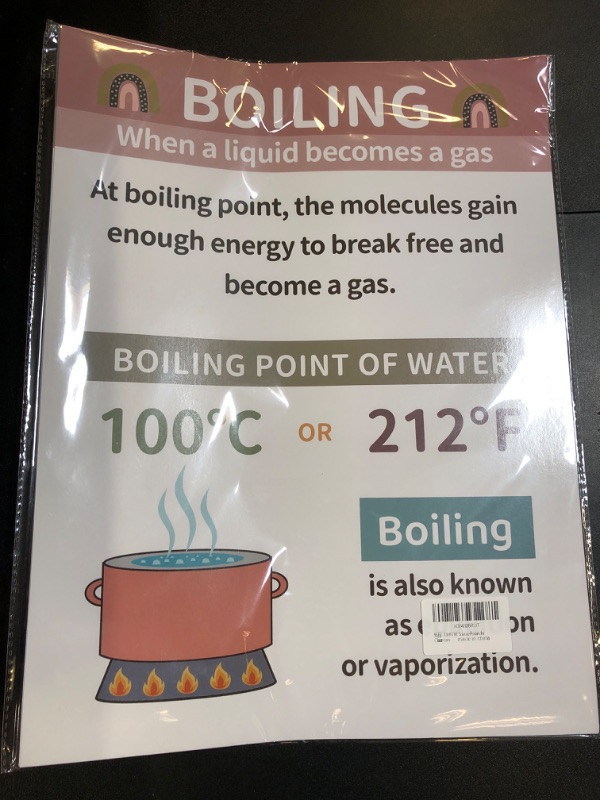 BOILING
When a liquid becomes a gas
At boiling point, the molecules gain
enough energy to break free and
become a gas.
BOILING POINT OF WATER
100°C OR 212°F
Boiling
is also known
as e on
or vaporization.